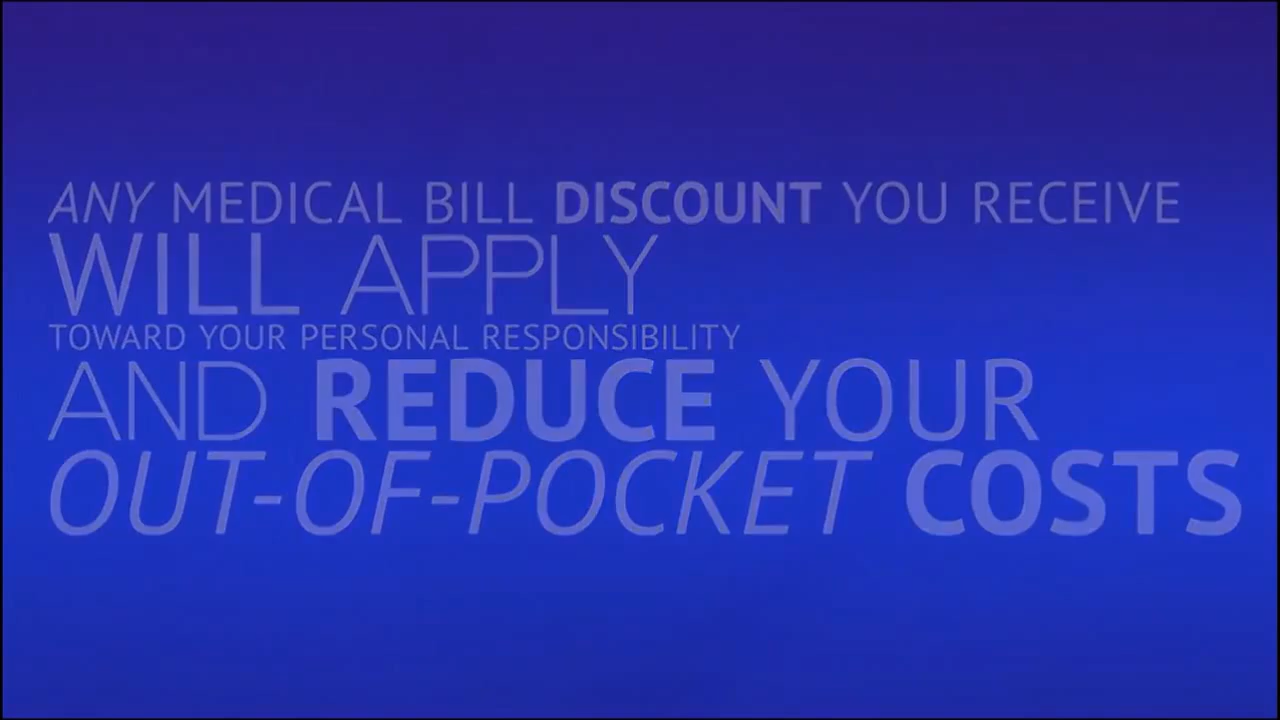 ANY MEDICAL BILL DISCOUNT YOU RECEIVE
WILL APPLY
TOWARD YOUR PERSONAL RESPONSIBILITY
AND REDUCE YOUR
OUT-OF-POCKET COSTS